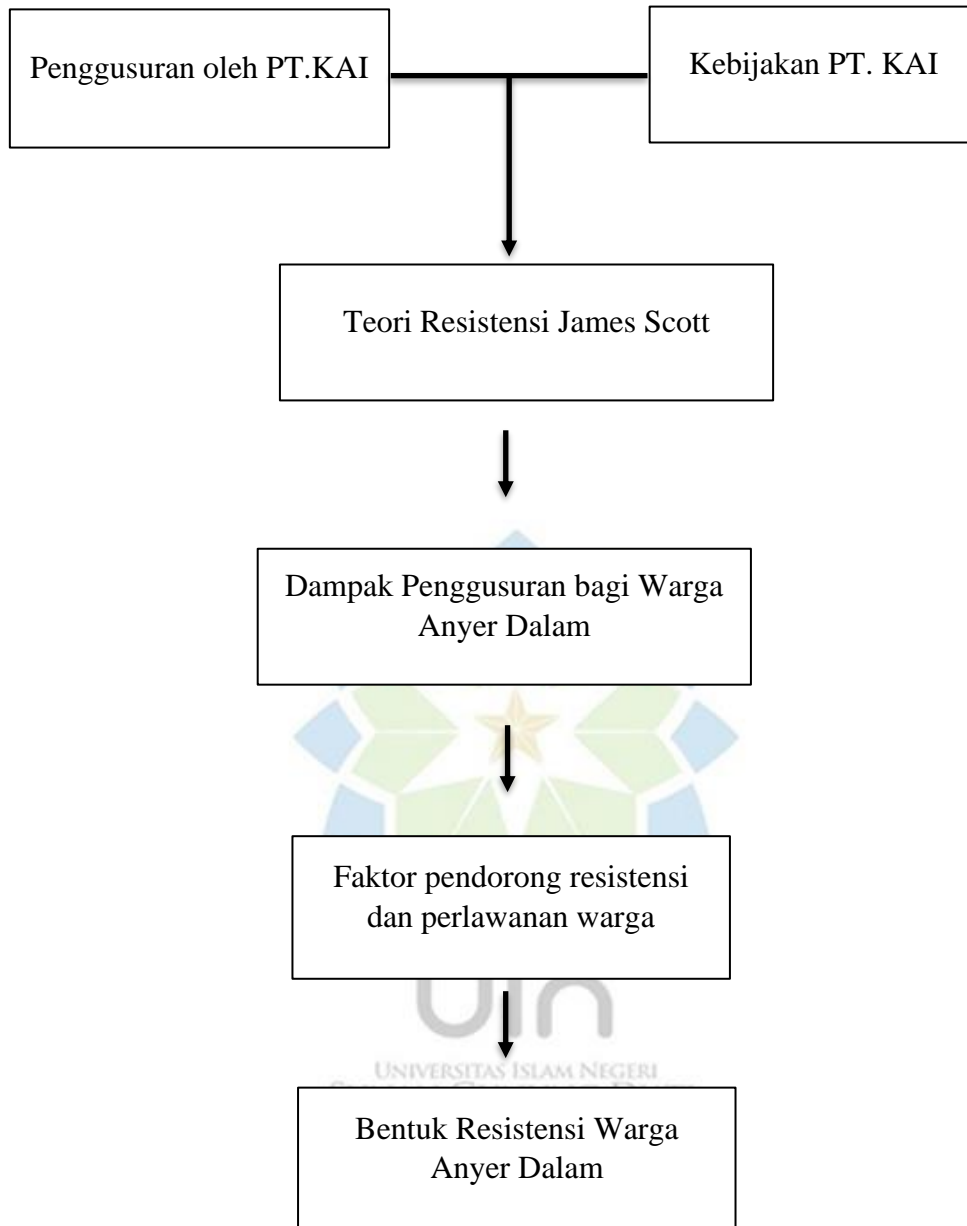 Penggusuran oleh PT.KAI
Kebijakan PT. KAI
Teori Resistensi James Scott
Dampak Penggusuran bagi Warga
Anyer Dalam
Faktor pendorong resistensi
dan perlawanan warga
uin
UNIVERSITAS ISLAM NEGERI
Bentuk Resistensi Warga
Anyer Dalam